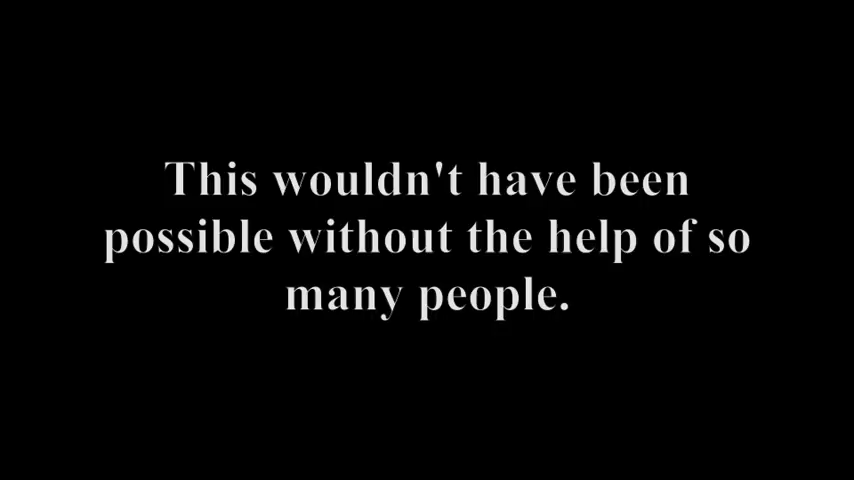 This wouldn't have been
possible without the help of so
many people.